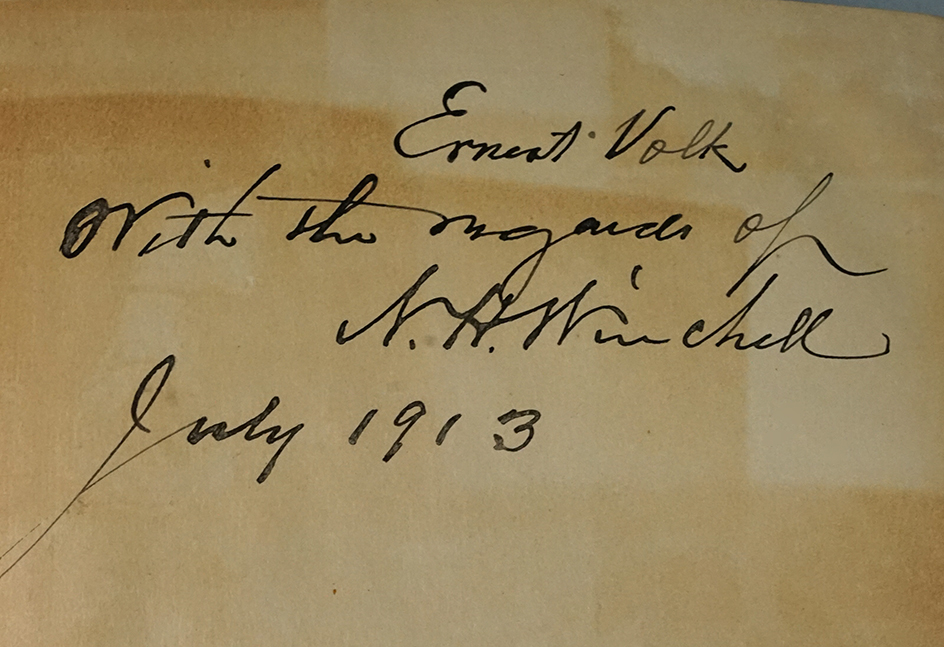 Ernest Volk
With the regards of
N. H. Winchell
July 1913